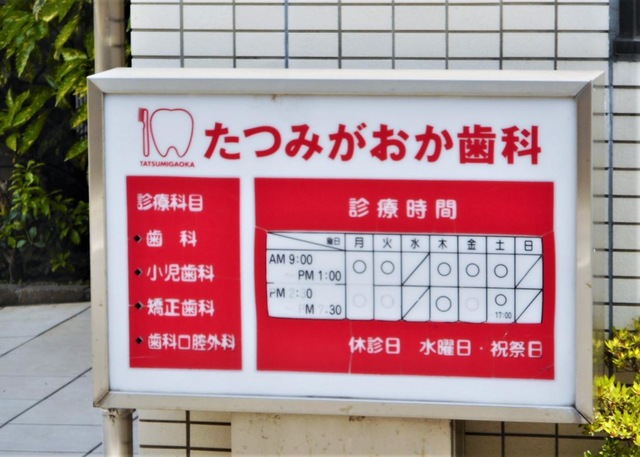 たつみがおか歯科
TATSUMIGAOKA
診療科目
◆歯 科
◆小児歯科
◆矯正歯科
◆歯科口腔外科
診療時間
曜日 月 火 水 木 金 土 日
AM 9:00 PM 1:00 ○ ○ ／ ○ ○ ○ ／
PM 2:30 PM 7:30 ○ ○ ／ ○ ○ ○ ／
17:00
休診日 水曜日・祝祭日